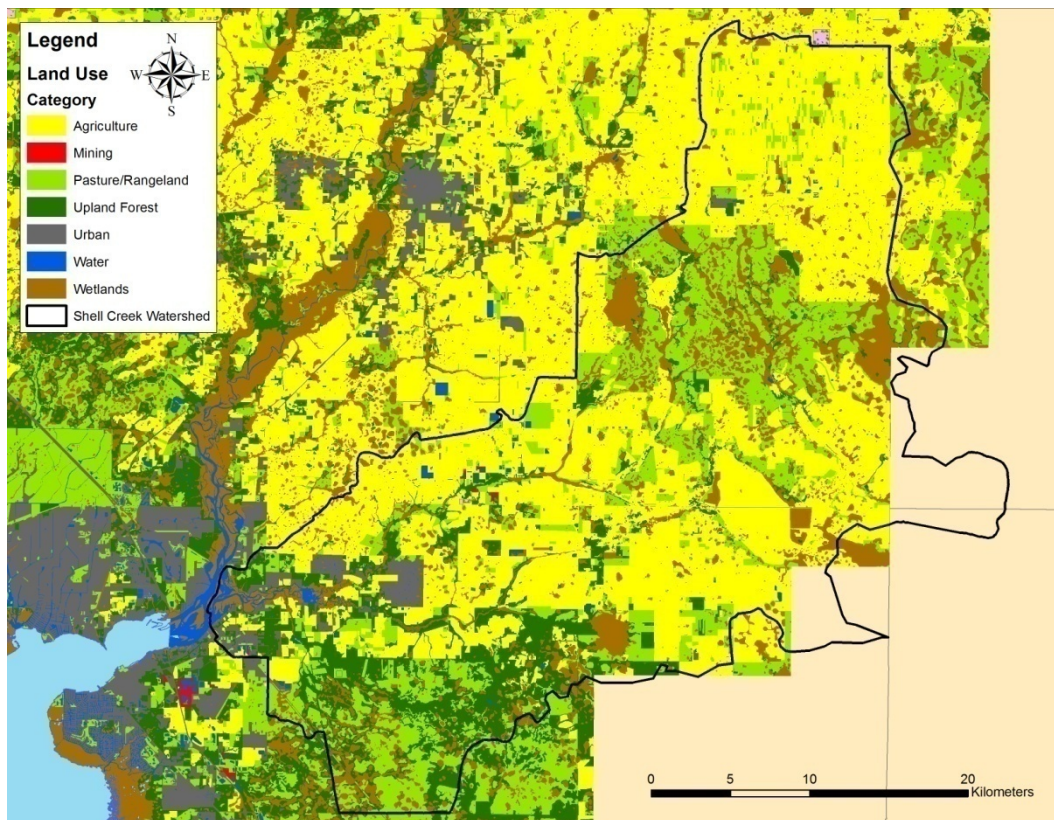 Legend
Land Use
Category
N
W E
S
Agriculture
Mining
Pasture/Rangeland
Upland Forest
Urban
Water
Wetlands
Shell Creek Watershed
0 5 10 20
Kilometers